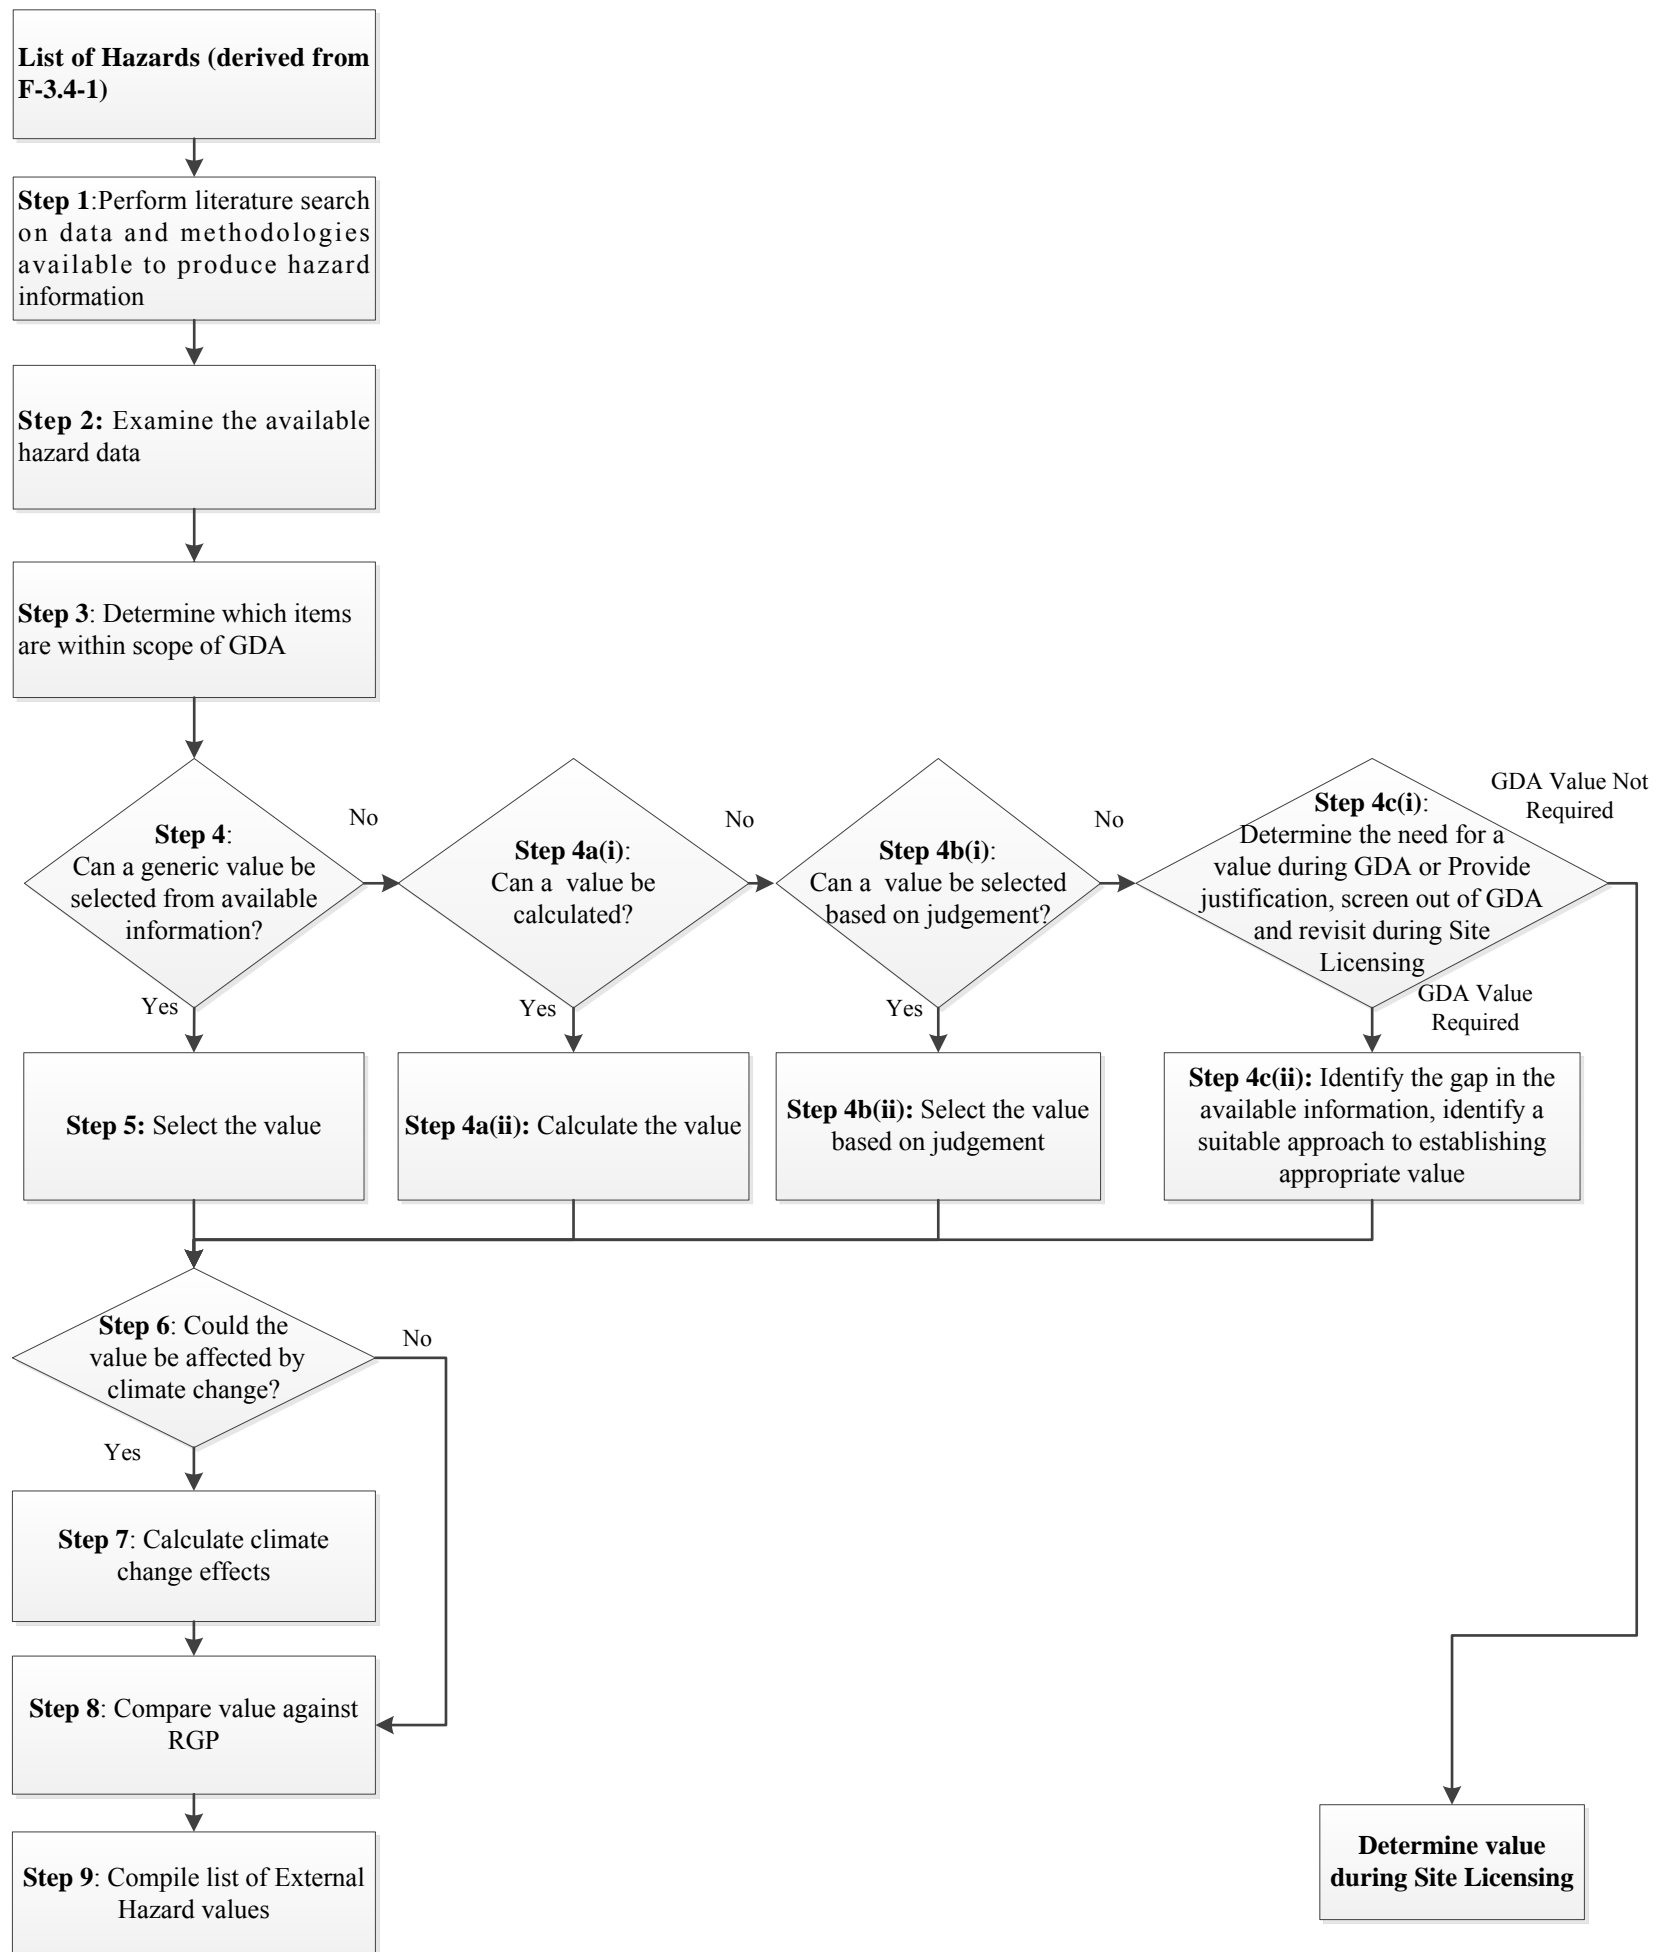 List of Hazards (derived from
F-3.4-1)
Step 1:Perform literature search
on data and methodologies
available to produce hazard
information
Step 2: Examine the available
hazard data
Step 3: Determine which items
are within scope of GDA
Step 4:
Can a generic value be
selected from available
information?
No
Yes
Step 4a(i):
Can a value be
calculated?
No
Yes
Step 4b(i):
Can a value be selected
based on judgement?
No
Yes
Step 4c(i):
Determine the need for a
value during GDA or Provide
justification, screen out of GDA
and revisit during Site
Licensing
GDA Value Not
Required
GDA Value
Required
Step 5: Select the value
Step 4a(ii): Calculate the value
Step 4b(ii): Select the value
based on judgement
Step 4c(ii): Identify the gap in the
available information, identify a
suitable approach to establishing
appropriate value
Step 6: Could the
value be affected by
climate change?
No
Yes
Step 7: Calculate climate
change effects
Step 8: Compare value against
RGP
Step 9: Compile list of External
Hazard values
Determine value
during Site Licensing